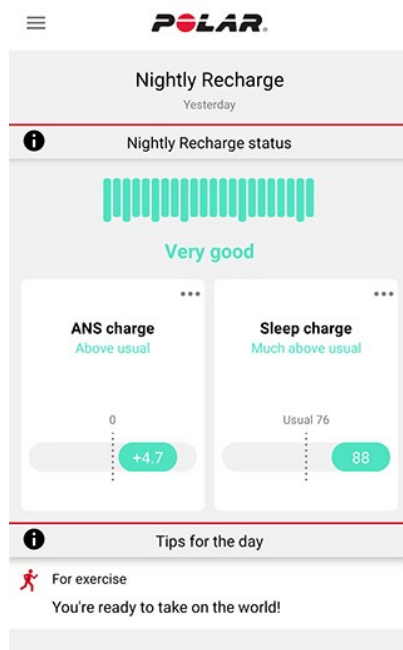 POLAR.
Nightly Recharge
Yesterday
Nightly Recharge status
Very good
ANS charge
Above usual
0
+4.7
Sleep charge
Much above usual
Usual 76
88
Tips for the day
For exercise
You're ready to take on the world!